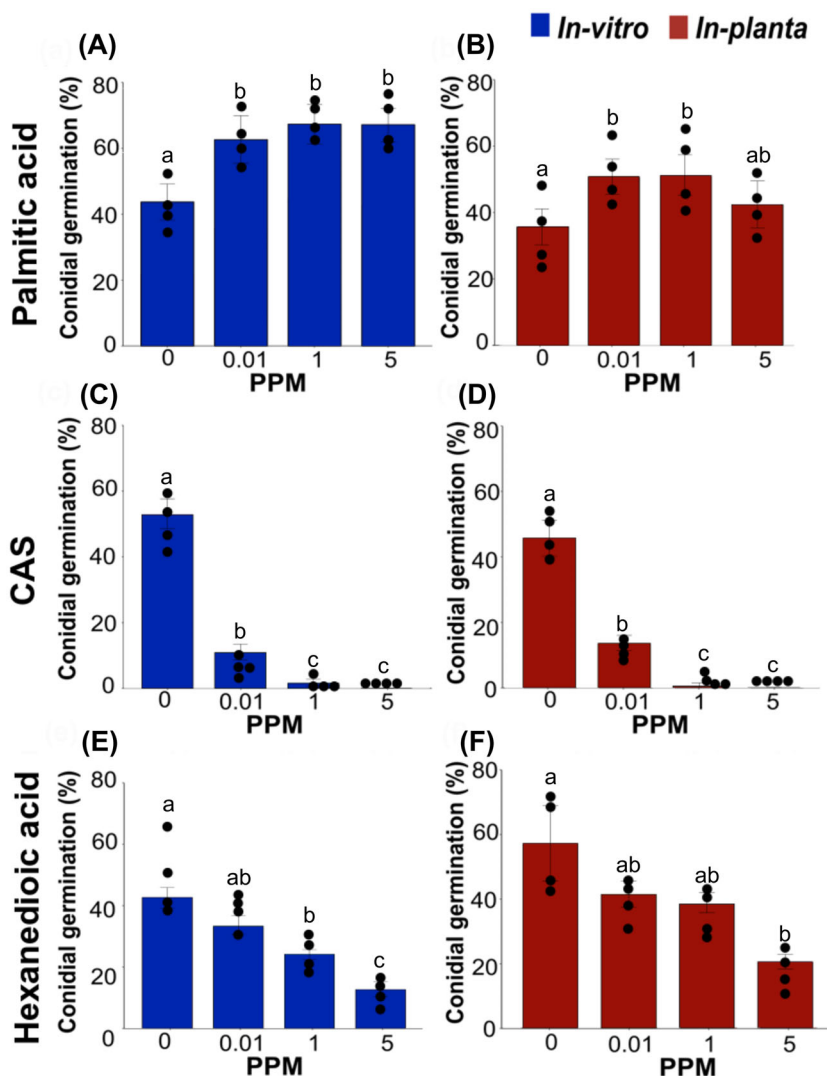 In-vitro In-planta
(A) (B)
Palmitic acid
Conidial germination (%)
80
60
40
20
0
a b b b
0 0.01 1 5
PPM
Conidial germination (%)
80
60
40
20
0
a b b ab
0 0.01 1 5
PPM
(C) (D)
CAS
Conidial germination (%)
80
60
40
20
0
a b c c
0 0.01 1 5
PPM
Conidial germination (%)
80
60
40
20
0
a b c c
0 0.01 1 5
PPM
(E) (F)
Hexanedioic acid
Conidial germination (%)
80
60
40
20
0
a ab b c
0 0.01 1 5
PPM
Conidial germination (%)
80
60
40
20
0
a ab ab b
0 0.01 1 5
PPM